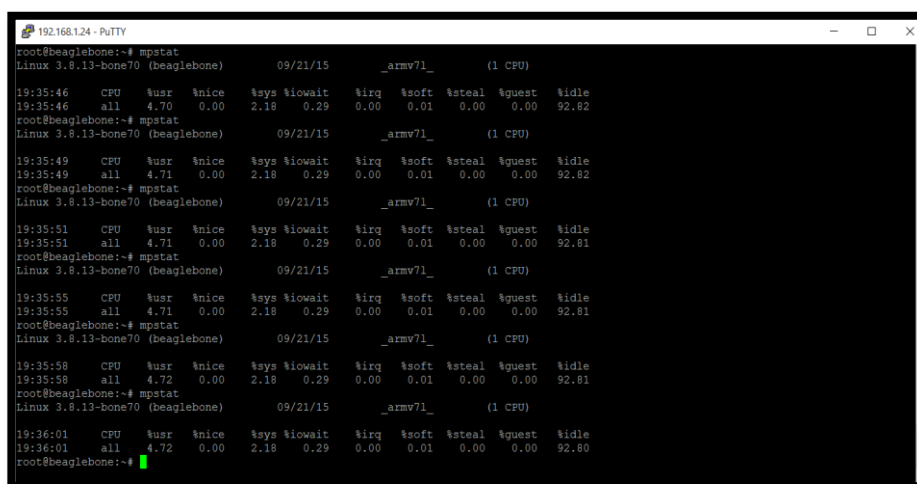 192.168.1.24 - PuTTY
root@beaglebone:~# mpstat
Linux 3.8.13-bone70 (beaglebone) 09/21/15 _armv7l_ (1 CPU)
19:35:46 CPU %usr %nice %sys %iowait %irq %soft %steal %guest %idle
19:35:46 all 4.70 0.00 2.18 0.29 0.00 0.01 0.00 0.00 92.82
root@beaglebone:~# mpstat
Linux 3.8.13-bone70 (beaglebone) 09/21/15 _armv7l_ (1 CPU)
19:35:49 CPU %usr %nice %sys %iowait %irq %soft %steal %guest %idle
19:35:49 all 4.71 0.00 2.18 0.29 0.00 0.01 0.00 0.00 92.82
root@beaglebone:~# mpstat
Linux 3.8.13-bone70 (beaglebone) 09/21/15 _armv7l_ (1 CPU)
19:35:51 CPU %usr %nice %sys %iowait %irq %soft %steal %guest %idle
19:35:51 all 4.71 0.00 2.18 0.29 0.00 0.01 0.00 0.00 92.81
root@beaglebone:~# mpstat
Linux 3.8.13-bone70 (beaglebone) 09/21/15 _armv7l_ (1 CPU)
19:35:55 CPU %usr %nice %sys %iowait %irq %soft %steal %guest %idle
19:35:55 all 4.71 0.00 2.18 0.29 0.00 0.01 0.00 0.00 92.81
root@beaglebone:~# mpstat
Linux 3.8.13-bone70 (beaglebone) 09/21/15 _armv7l_ (1 CPU)
19:35:58 CPU %usr %nice %sys %iowait %irq %soft %steal %guest %idle
19:35:58 all 4.72 0.00 2.18 0.29 0.00 0.01 0.00 0.00 92.81
root@beaglebone:~# mpstat
Linux 3.8.13-bone70 (beaglebone) 09/21/15 _armv7l_ (1 CPU)
19:36:01 CPU %usr %nice %sys %iowait %irq %soft %steal %guest %idle
19:36:01 all 4.72 0.00 2.18 0.29 0.00 0.01 0.00 0.00 92.80
root@beaglebone:~#